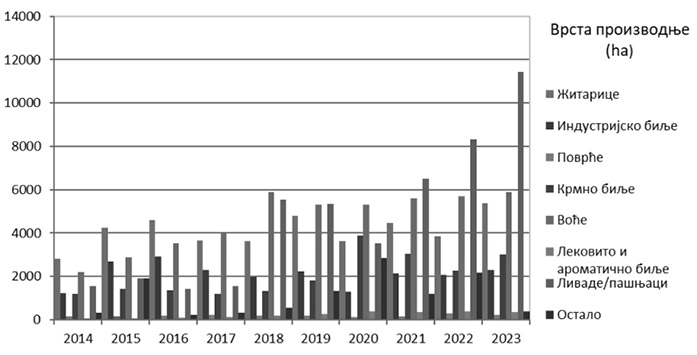 14000
12000
10000
8000
6000
4000
2000
0
2014 2015 2016 2017 2018 2019 2020 2021 2022 2023
Врста производње
(ha)
Житарице
Индустријско биље
Поврће
Крмно биље
Воће
Лековито и
ароматично биље
Ливаде/пашњаци
Остало